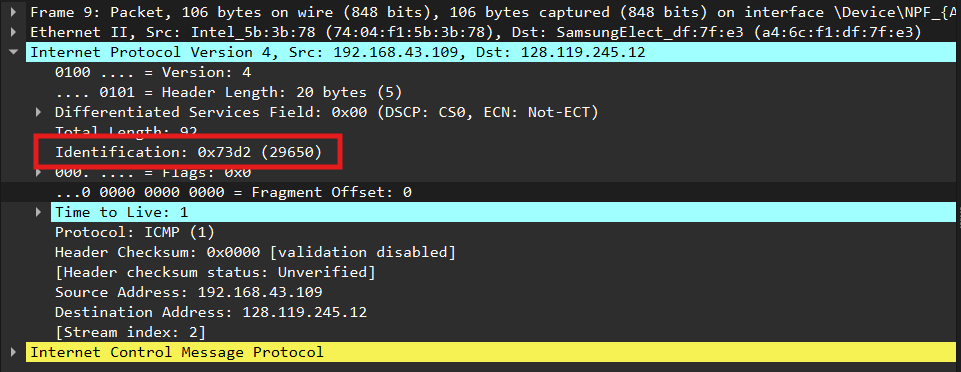 Frame 9: Packet, 106 bytes on wire (848 bits), 106 bytes captured (848 bits) on interface \Device\NPF_{A
Ethernet II, Src: Intel_5b:3b:78 (74:04:f1:5b:3b:78), Dst: SamsungElect_df:7f:e3 (a4:6c:f1:df:7f:e3)
Internet Protocol Version 4, Src: 192.168.43.109, Dst: 128.119.245.12
0100 .... = Version: 4
.... 0101 = Header Length: 20 bytes (5)
Differentiated Services Field: 0x00 (DSCP: CS0, ECN: Not-ECT)
Total Length: 92
Identification: 0x73d2 (29650)
000. .... = Flags: 0x0
...0 0000 0000 0000 = Fragment Offset: 0
Time to Live: 1
Protocol: ICMP (1)
Header Checksum: 0x0000 [validation disabled]
[Header checksum status: Unverified]
Source Address: 192.168.43.109
Destination Address: 128.119.245.12
[Stream index: 2]
Internet Control Message Protocol